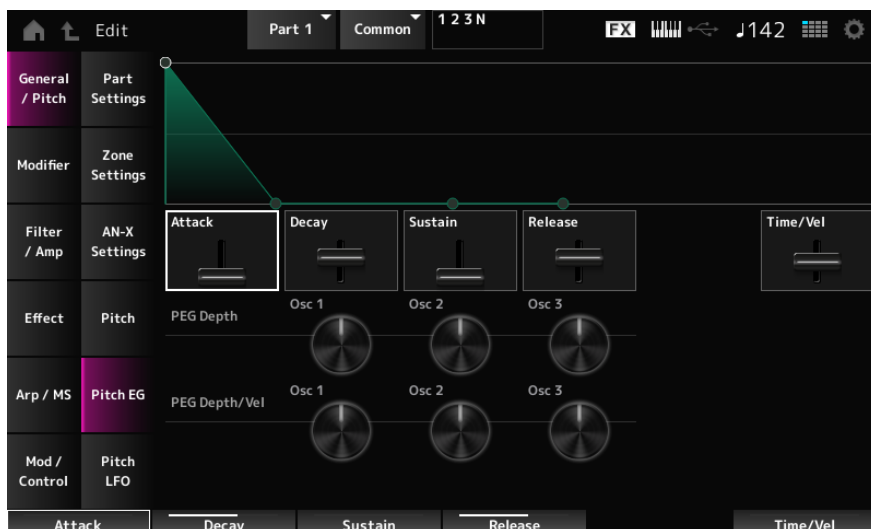 Edit
Part 1
Common
1 2 3 N
FX
♩142
General
/ Pitch
Part
Settings
Modifier
Zone
Settings
Filter
/ Amp
AN-X
Settings
Effect
Pitch
Arp / MS
Pitch EG
Mod /
Control
Pitch
LFO
Attack
Decay
Sustain
Release
Time/Vel
PEG Depth
Osc 1
Osc 2
Osc 3
PEG Depth/Vel
Osc 1
Osc 2
Osc 3
Attack
Decay
Sustain
Release
Time/Vel